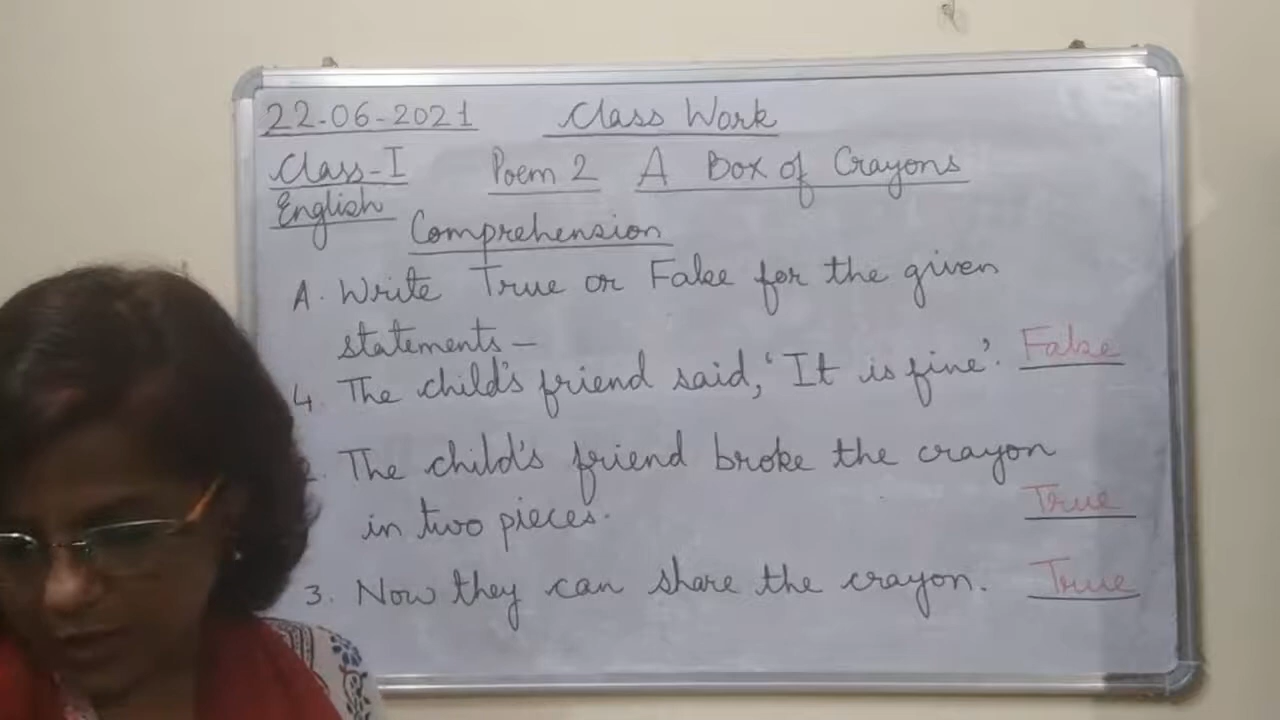 22-06-2021 Class Work
Class-I Poem 2 A Box of Crayons
English
Comprehension
A. Write True or False for the given
statements –
4. The child's friend said, 'It is fine'. False
2. The child's friend broke the crayon
in two pieces. True
3. Now they can share the crayon. True